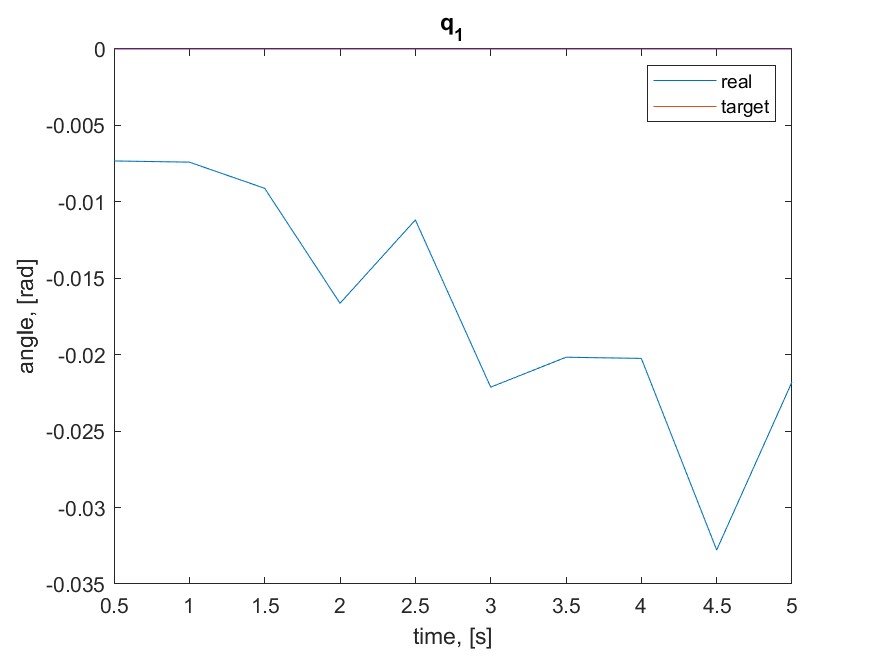 q1
0
-0.005
-0.01
-0.015
-0.02
-0.025
-0.03
-0.035
angle, [rad]
real
target
0.5 1 1.5 2 2.5 3 3.5 4 4.5 5
time, [s]